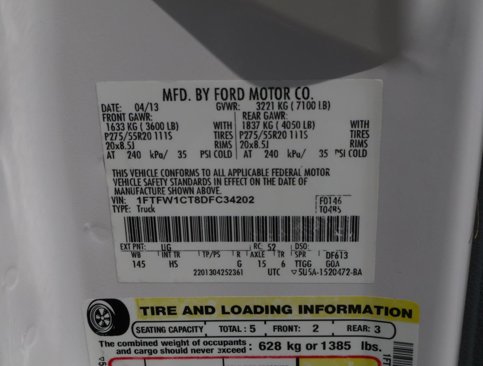 MFD. BY FORD MOTOR CO.
DATE: 04/13 GVWR: 3221 KG ( 7100 LB)
FRONT GAWR: REAR GAWR:
1633 KG ( 3600 LB) WITH 1837 KG ( 4050 LB) WITH
P275/55R20 111S TIRES P275/55R20 111S TIRES
20x8.5J RIMS 20x8.5J RIMS
AT 240 kPa/ 35 PSI COLD AT 240 kPa/ 35 PSI COLD
THIS VEHICLE CONFORMS TO ALL APPLICABLE FEDERAL MOTOR
VEHICLE SAFETY STANDARDS IN EFFECT ON THE DATE OF
MANUFACTURE SHOWN ABOVE.
VIN: 1FTFW1CT8DFC34202 F0146
TYPE: Truck T0485
EXT PNT: UG RC: 52 DSO:
WB INT TR TP/PS R AXLE TR SPR DF613
145 HS G 15 6 TTGG G0A
2201304252361 UTC ▽5U5A-1520472-BA
TIRE AND LOADING INFORMATION
SEATING CAPACITY TOTAL : 5 FRONT: 2 REAR: 3
The combined weight of occupants
and cargo should never exceed : 628 kg or 1385 lbs.